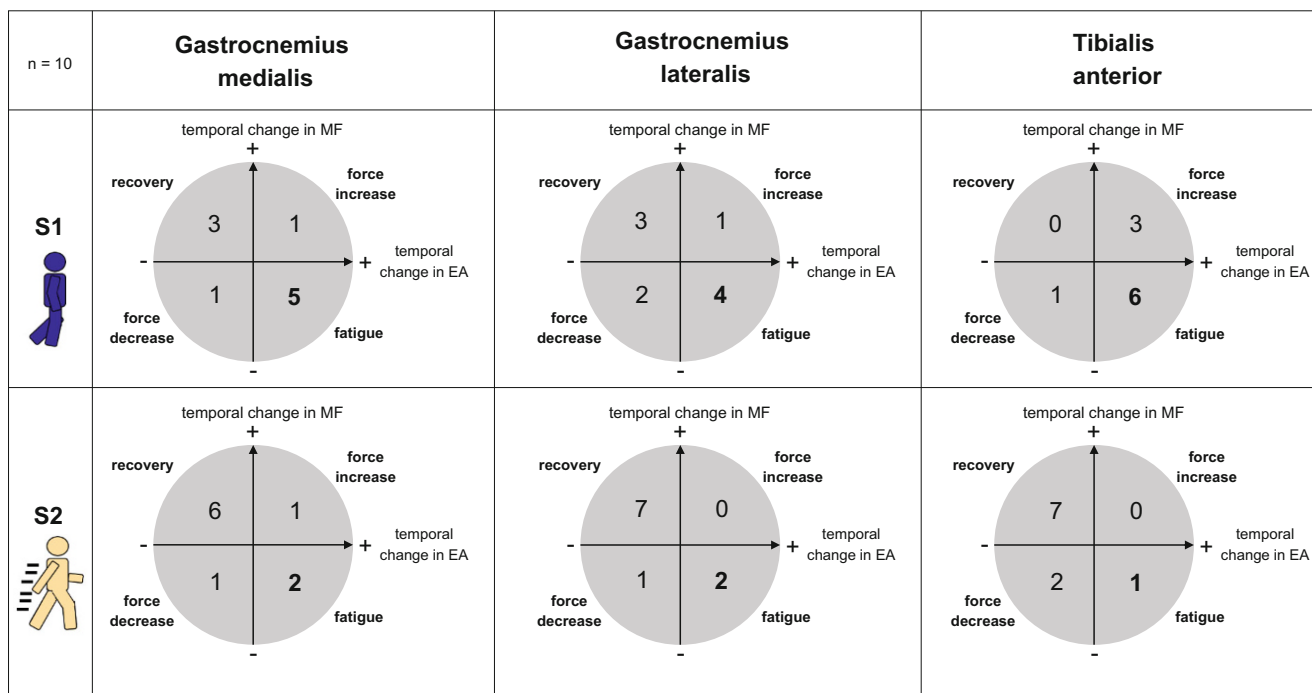 n = 10
Gastrocnemius
medialis
Gastrocnemius
lateralis
Tibialis
anterior
S1
temporal change in MF
+
recovery
force
increase
3
1
-
+
temporal
change in EA
1
5
force
decrease
fatigue
-
temporal change in MF
+
recovery
force
increase
3
1
-
+
temporal
change in EA
2
4
force
decrease
fatigue
-
temporal change in MF
+
recovery
force
increase
0
3
-
+
temporal
change in EA
1
6
force
decrease
fatigue
-
S2
temporal change in MF
+
recovery
force
increase
6
1
-
+
temporal
change in EA
1
2
force
decrease
fatigue
-
temporal change in MF
+
recovery
force
increase
7
0
-
+
temporal
change in EA
1
2
force
decrease
fatigue
-
temporal change in MF
+
recovery
force
increase
7
0
-
+
temporal
change in EA
2
1
force
decrease
fatigue
-